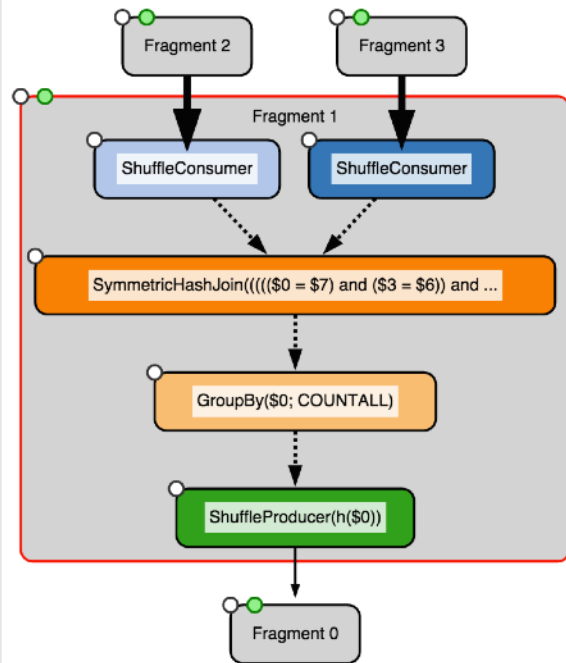 Fragment 2
Fragment 3
Fragment 1
ShuffleConsumer
ShuffleConsumer
SymmetricHashJoin((((($0 = $7) and ($3 = $6)) and ...
GroupBy($0; COUNTALL)
ShuffleProducer(h($0))
Fragment 0